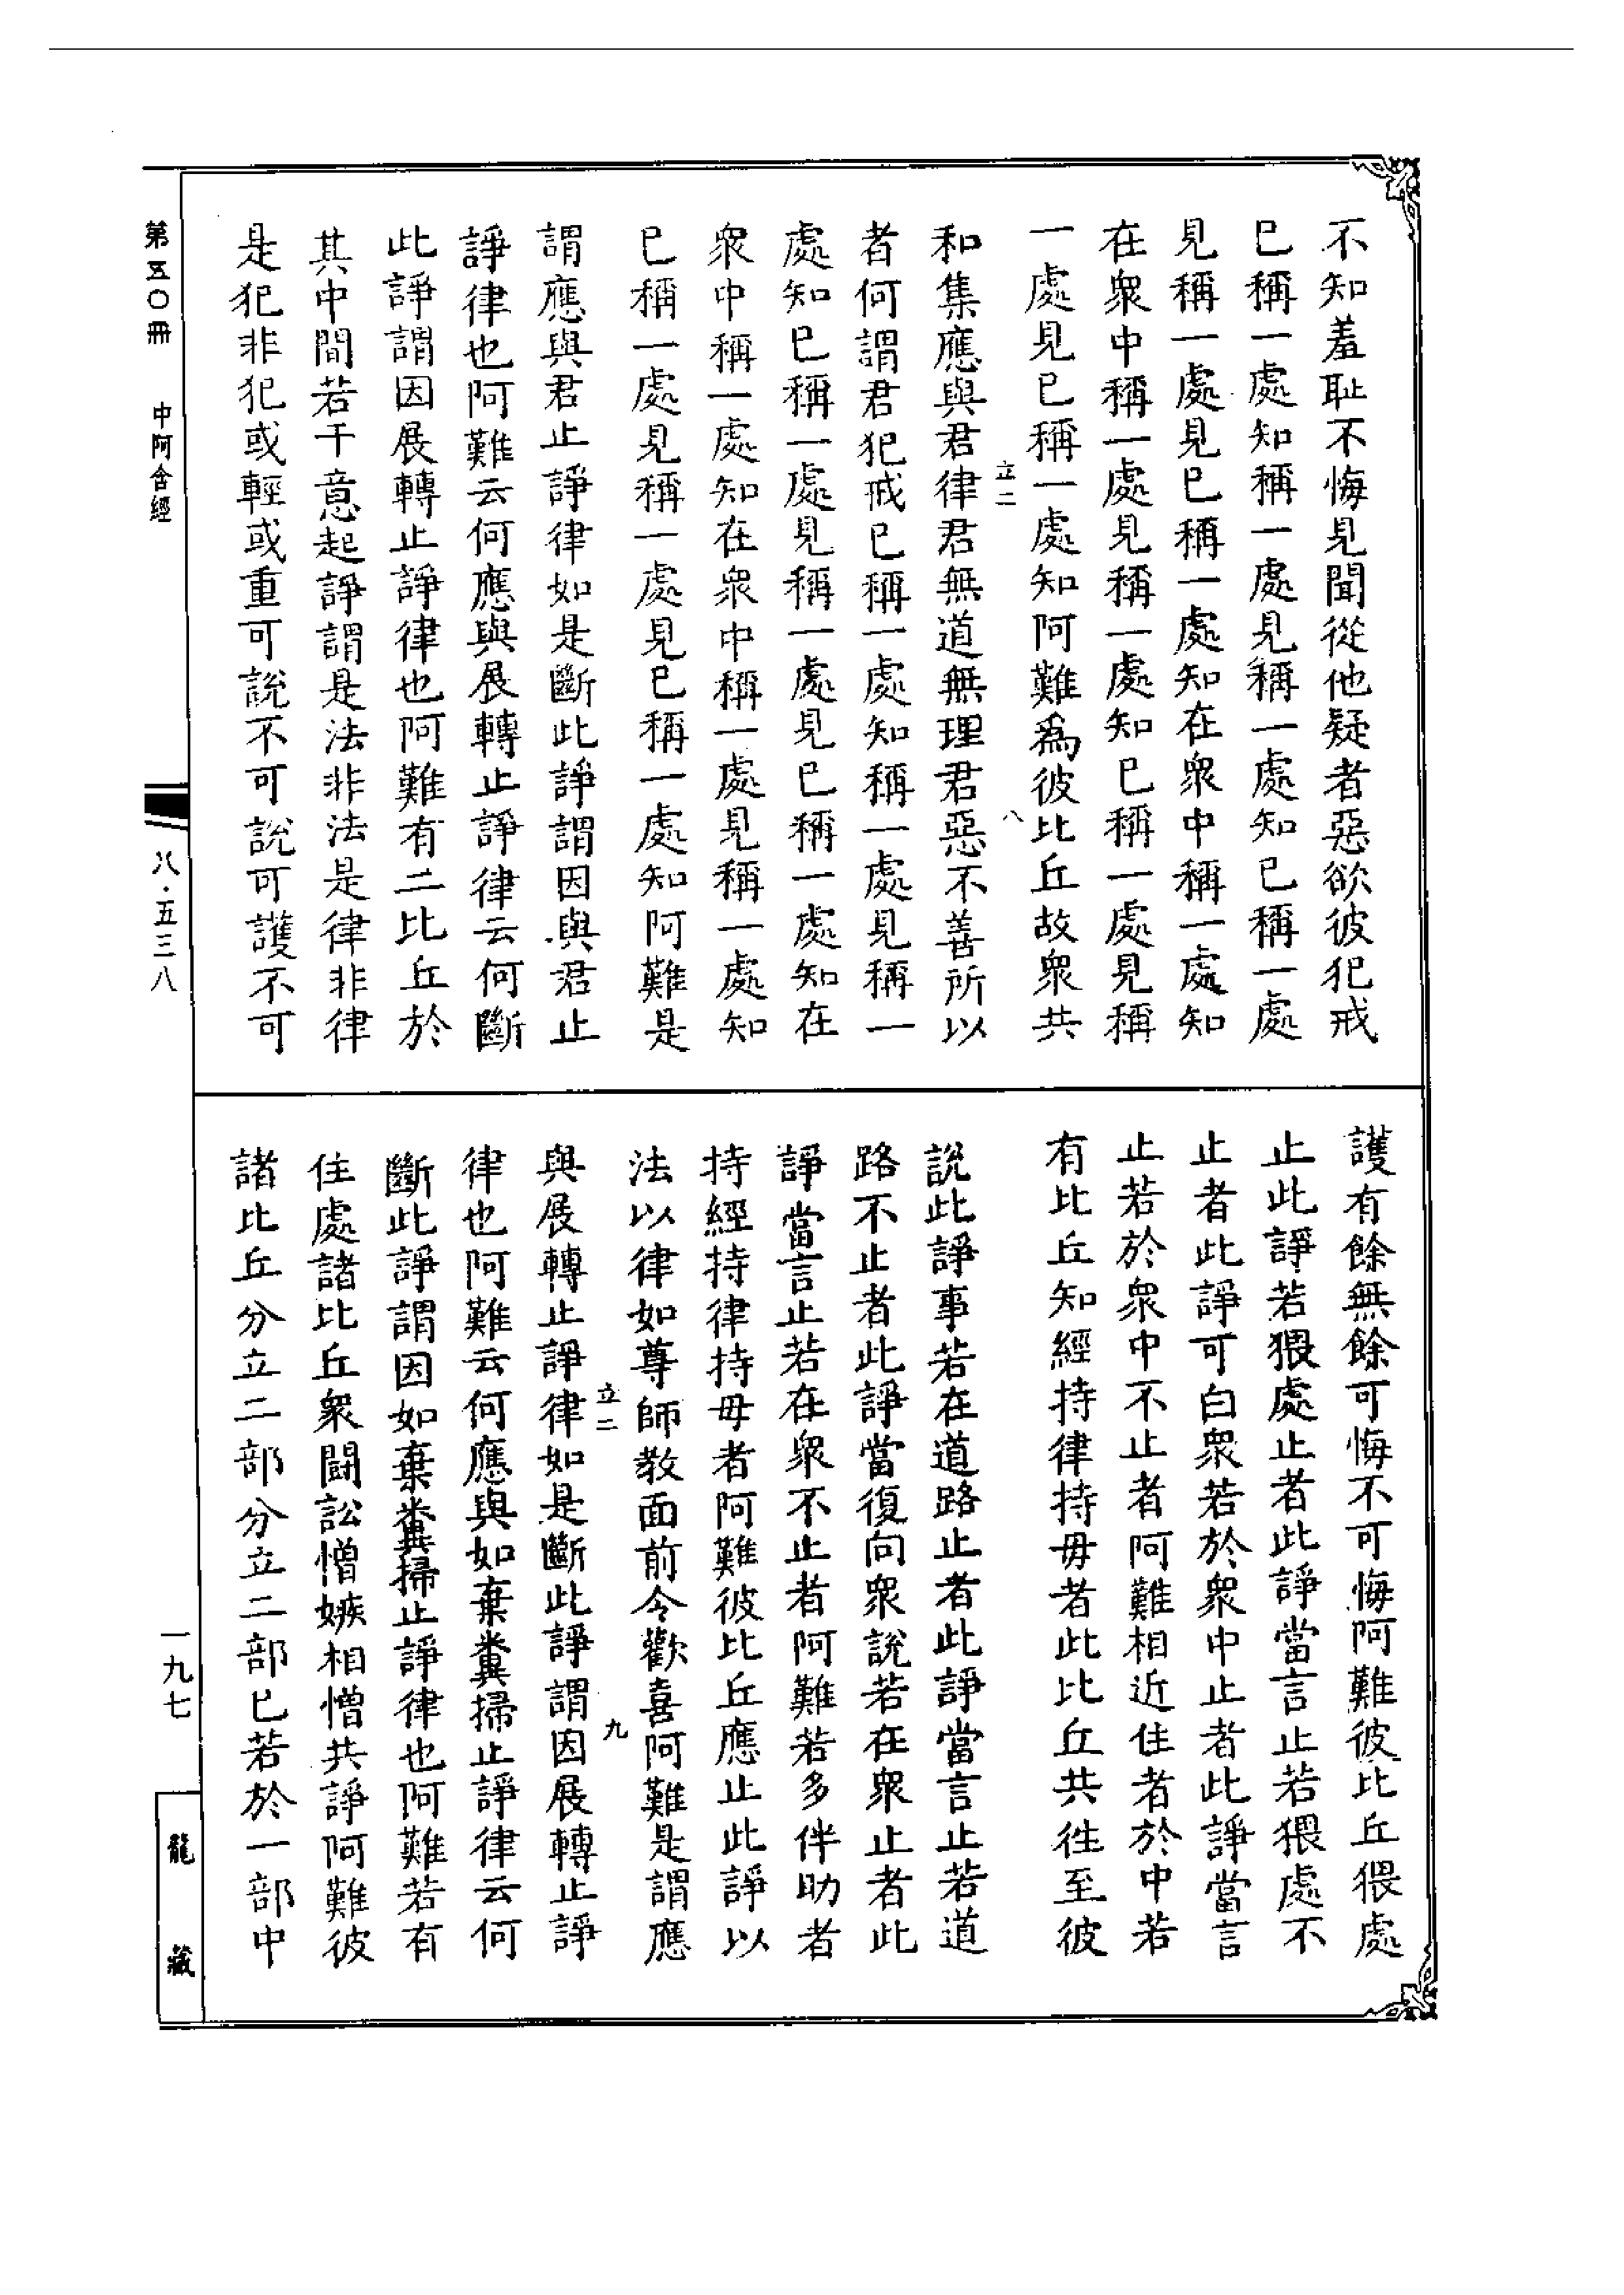 不知羞恥不悔見聞從他疑者惡欲彼犯戒
已稱一處知稱一處見稱一處知已稱一處
見稱一處見已稱一處知在衆中稱一處知
在衆中稱一處見稱一處知已稱一處見稱
一處見已稱一處知阿難爲彼比丘故衆共
立二
八
和集應與君律君無道無理君惡不善所以
者何謂君犯戒已稱一處知稱一處見稱一
處知已稱一處見稱一處見已稱一處知在
衆中稱一處知在衆中稱一處見稱一處知
已稱一處見稱一處見已稱一處知阿難是
謂應與君止諍律如是斷此諍謂因與君止
諍律也阿難云何應與展轉止諍律云何斷
此諍謂因展轉止諍律也阿難有二比丘於
其中間若干意起諍謂是法非法是律非律
是犯非犯或輕或重可說不可說可護不可
護有餘無餘可悔不可悔阿難彼比丘猥處
止此諍若猥處止者此諍當言止若猥處不
止者此諍可白衆若於衆中止者此諍當言
止若於衆中不止者阿難相近住者於中若
有比丘知經持律持毋者此比丘共往至彼
說此諍事若在道路止者此諍當言止若道
路不止者此諍當復向衆說若在衆止者此
諍當言止若在衆不止者阿難若多伴助者
持經持律持毋者阿難彼比丘應止此諍以
法以律如尊師教面前令歡喜阿難是謂應
立二
九
與展轉止諍律如是斷此諍謂因展轉止諍
律也阿難云何應與如棄糞掃止諍律云何
斷此諍謂因如棄糞掃止諍律也阿難若有
住處諸比丘衆鬪訟憎嫉相憎共諍阿難彼
諸比丘分立二部分立二部已若於一部中
第五〇冊
中阿含經
八·五三八
一九七
龍藏